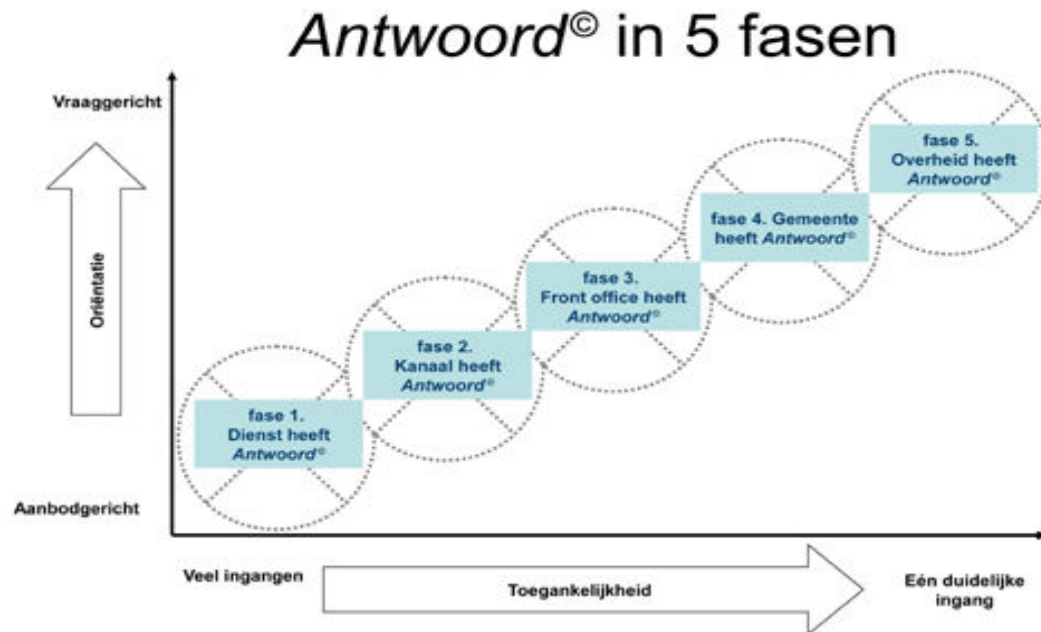 Antwoord© in 5 fasen
Vraaggericht
Oriëntatie
Aanbodgericht
fase 1.
Dienst heeft
Antwoord©
fase 2.
Kanaal heeft
Antwoord©
fase 3.
Front office heeft
Antwoord©
fase 4. Gemeente
heeft Antwoord©
fase 5.
Overheid heeft
Antwoord©
Veel ingangen
Toegankelijkheid
Eén duidelijke
ingang